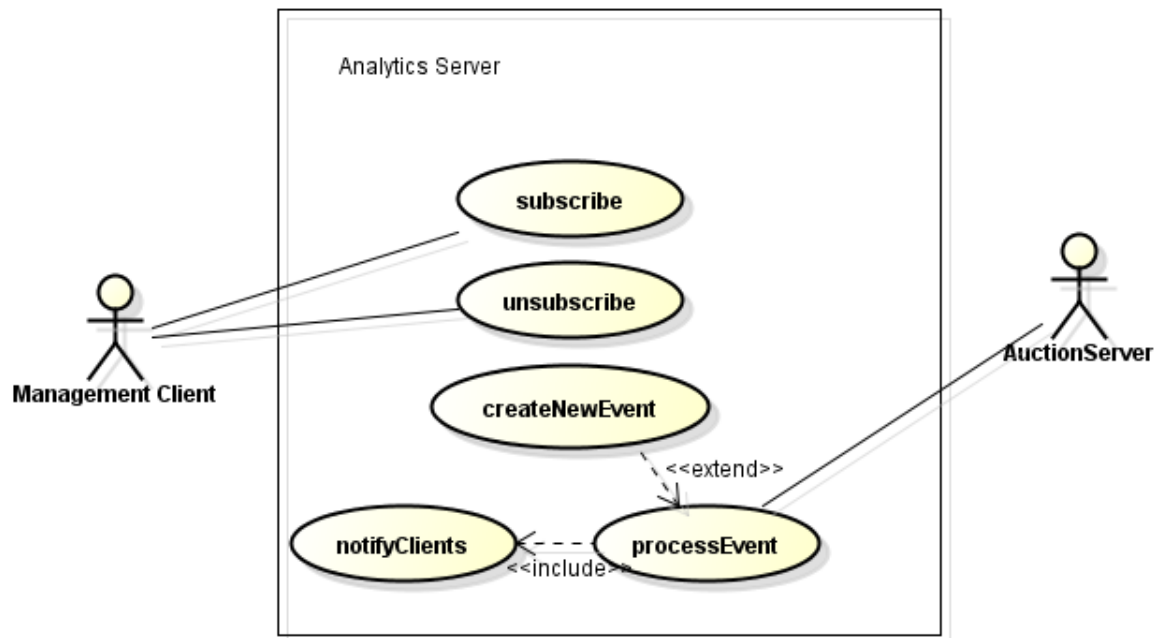 Analytics Server
subscribe
unsubscribe
AuctionServer
Management Client
createNewEvent
<<extend>>
notifyClients
processEvent
<<include>>